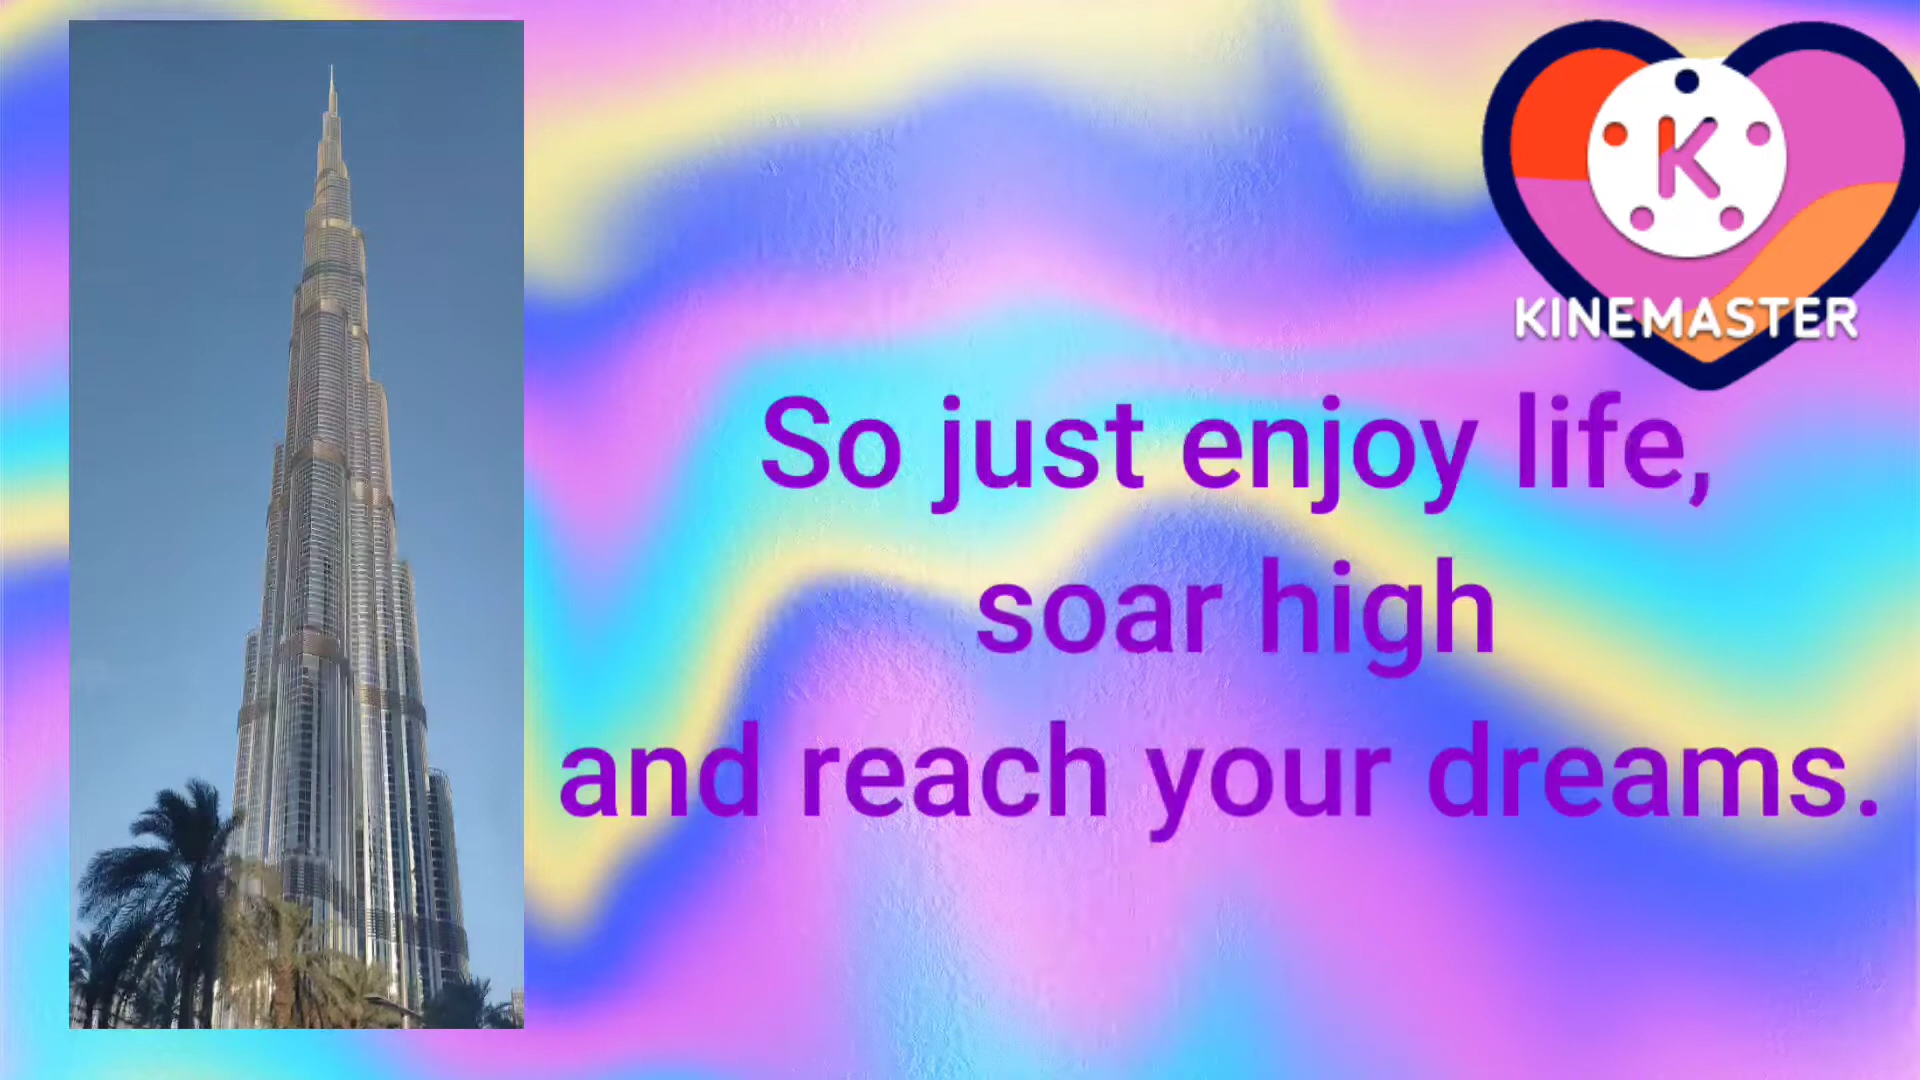 K
KINEMASTER
So just enjoy life,
soar high
and reach your dreams.